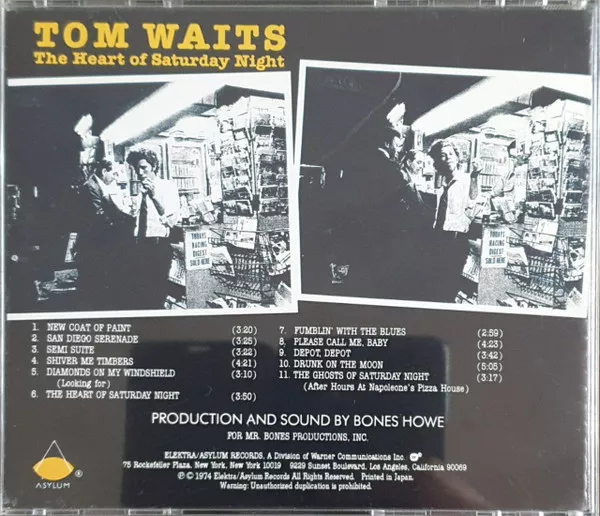 TOM WAITS
The Heart of Saturday Night
TODAYS
RACING
DIGEST
SOLD HERE
TODAYS
RACING
DIGEST
SOLD HERE
1. NEW COAT OF PAINT (3:20)
2. SAN DIEGO SERENADE (3:25)
3. SEMI SUITE (3:22)
4. SHIVER ME TIMBERS (4:21)
5. DIAMONDS ON MY WINDSHIELD (3:10)
(Looking for)
6. THE HEART OF SATURDAY NIGHT (3:50)
7. FUMBLIN' WITH THE BLUES (2:59)
8. PLEASE CALL ME, BABY (4:23)
9. DEPOT, DEPOT (3:42)
10. DRUNK ON THE MOON (5:05)
11. THE GHOSTS OF SATURDAY NIGHT (3:17)
(After Hours At Napoleone's Pizza House)
PRODUCTION AND SOUND BY BONES HOWE
FOR MR. BONES PRODUCTIONS, INC.
ASYLUM ®
ELEKTRA/ASYLUM RECORDS, A Division of Warner Communications Inc.
75 Rockefeller Plaza, New York, New York 10019 9229 Sunset Boulevard, Los Angeles, California 90069
℗ © 1974 Elektra/Asylum Records All Rights Reserved. Printed in Japan.
Warning: Unauthorized duplication is prohibited.